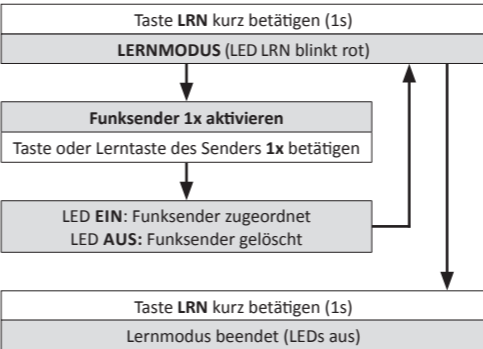 Taste LRN kurz betätigen (1s)
LERNMODUS (LED LRN blinkt rot)
Funksender 1x aktivieren
Taste oder Lerntaste des Senders 1x betätigen
LED EIN: Funksender zugeordnet
LED AUS: Funksender gelöscht
Taste LRN kurz betätigen (1s)
Lernmodus beendet (LEDs aus)